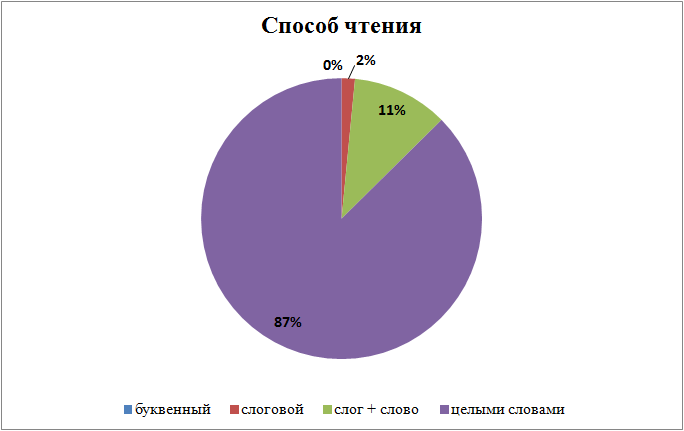 Способ чтения
0% 2%
11%
87%
буквенный слоговой слог + слово целыми словами